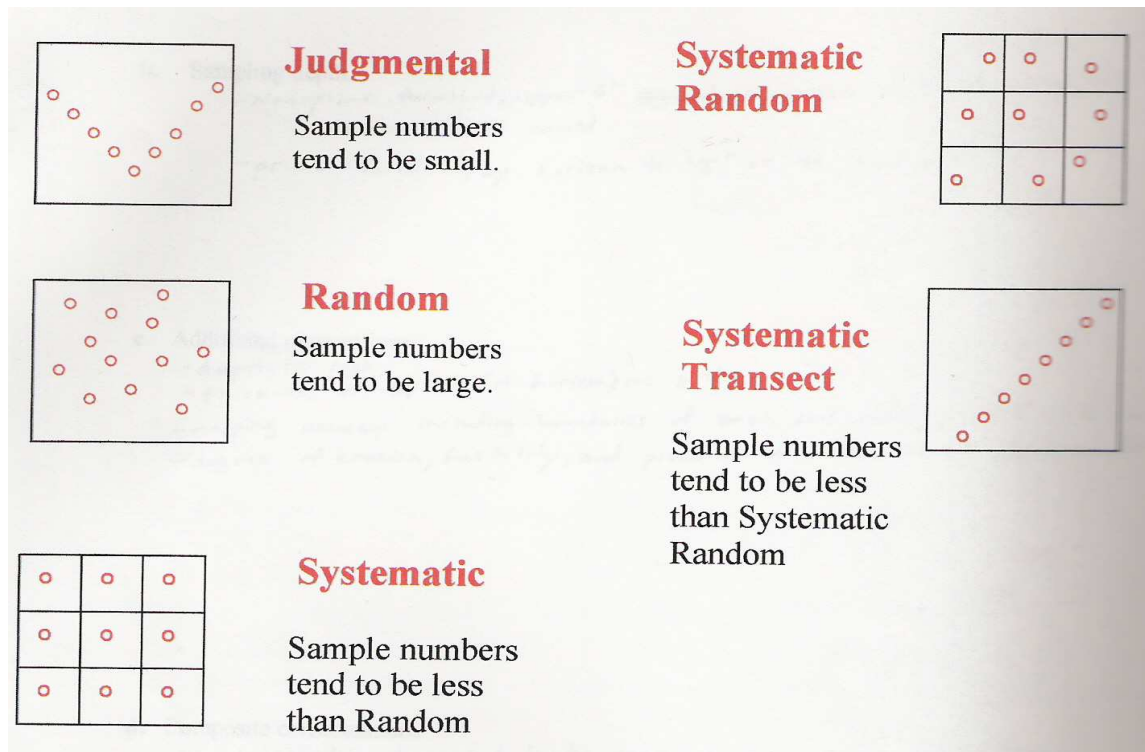 Judgmental
Sample numbers
tend to be small.
Random
Sample numbers
tend to be large.
Systematic
Sample numbers
tend to be less
than Random
Systematic
Random
Systematic
Transect
Sample numbers
tend to be less
than Systematic
Random